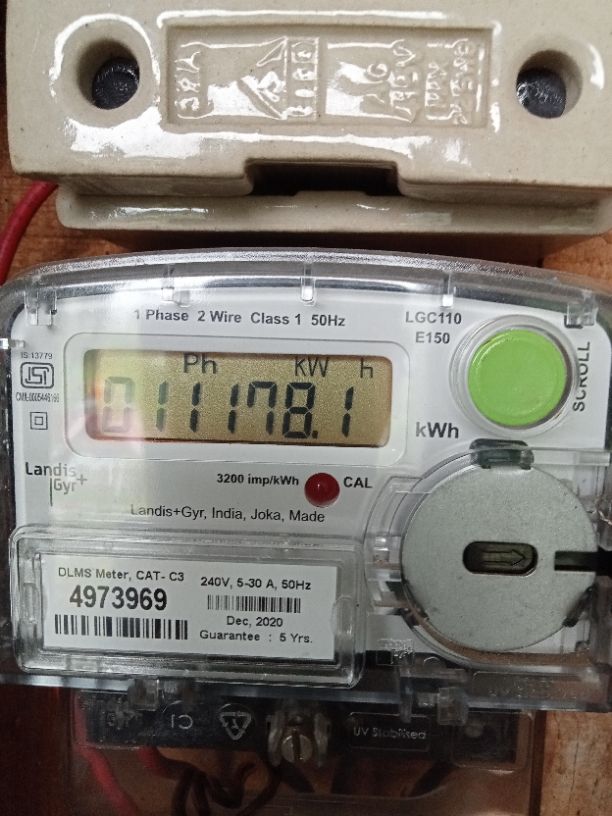 1 Phase 2 Wire Class 1 50Hz
LGC110
E150
IS:13779
ISI
Ph kW h
011178.1
SCROLL
kWh
Landis+
Gyr
3200 imp/kWh
CAL
Landis+Gyr, India, Joka, Made
DLMS Meter, CAT- C3
4973969
240V, 5-30 A, 50Hz
Dec, 2020
Guarantee : 5 Yrs.
UV Stabilised